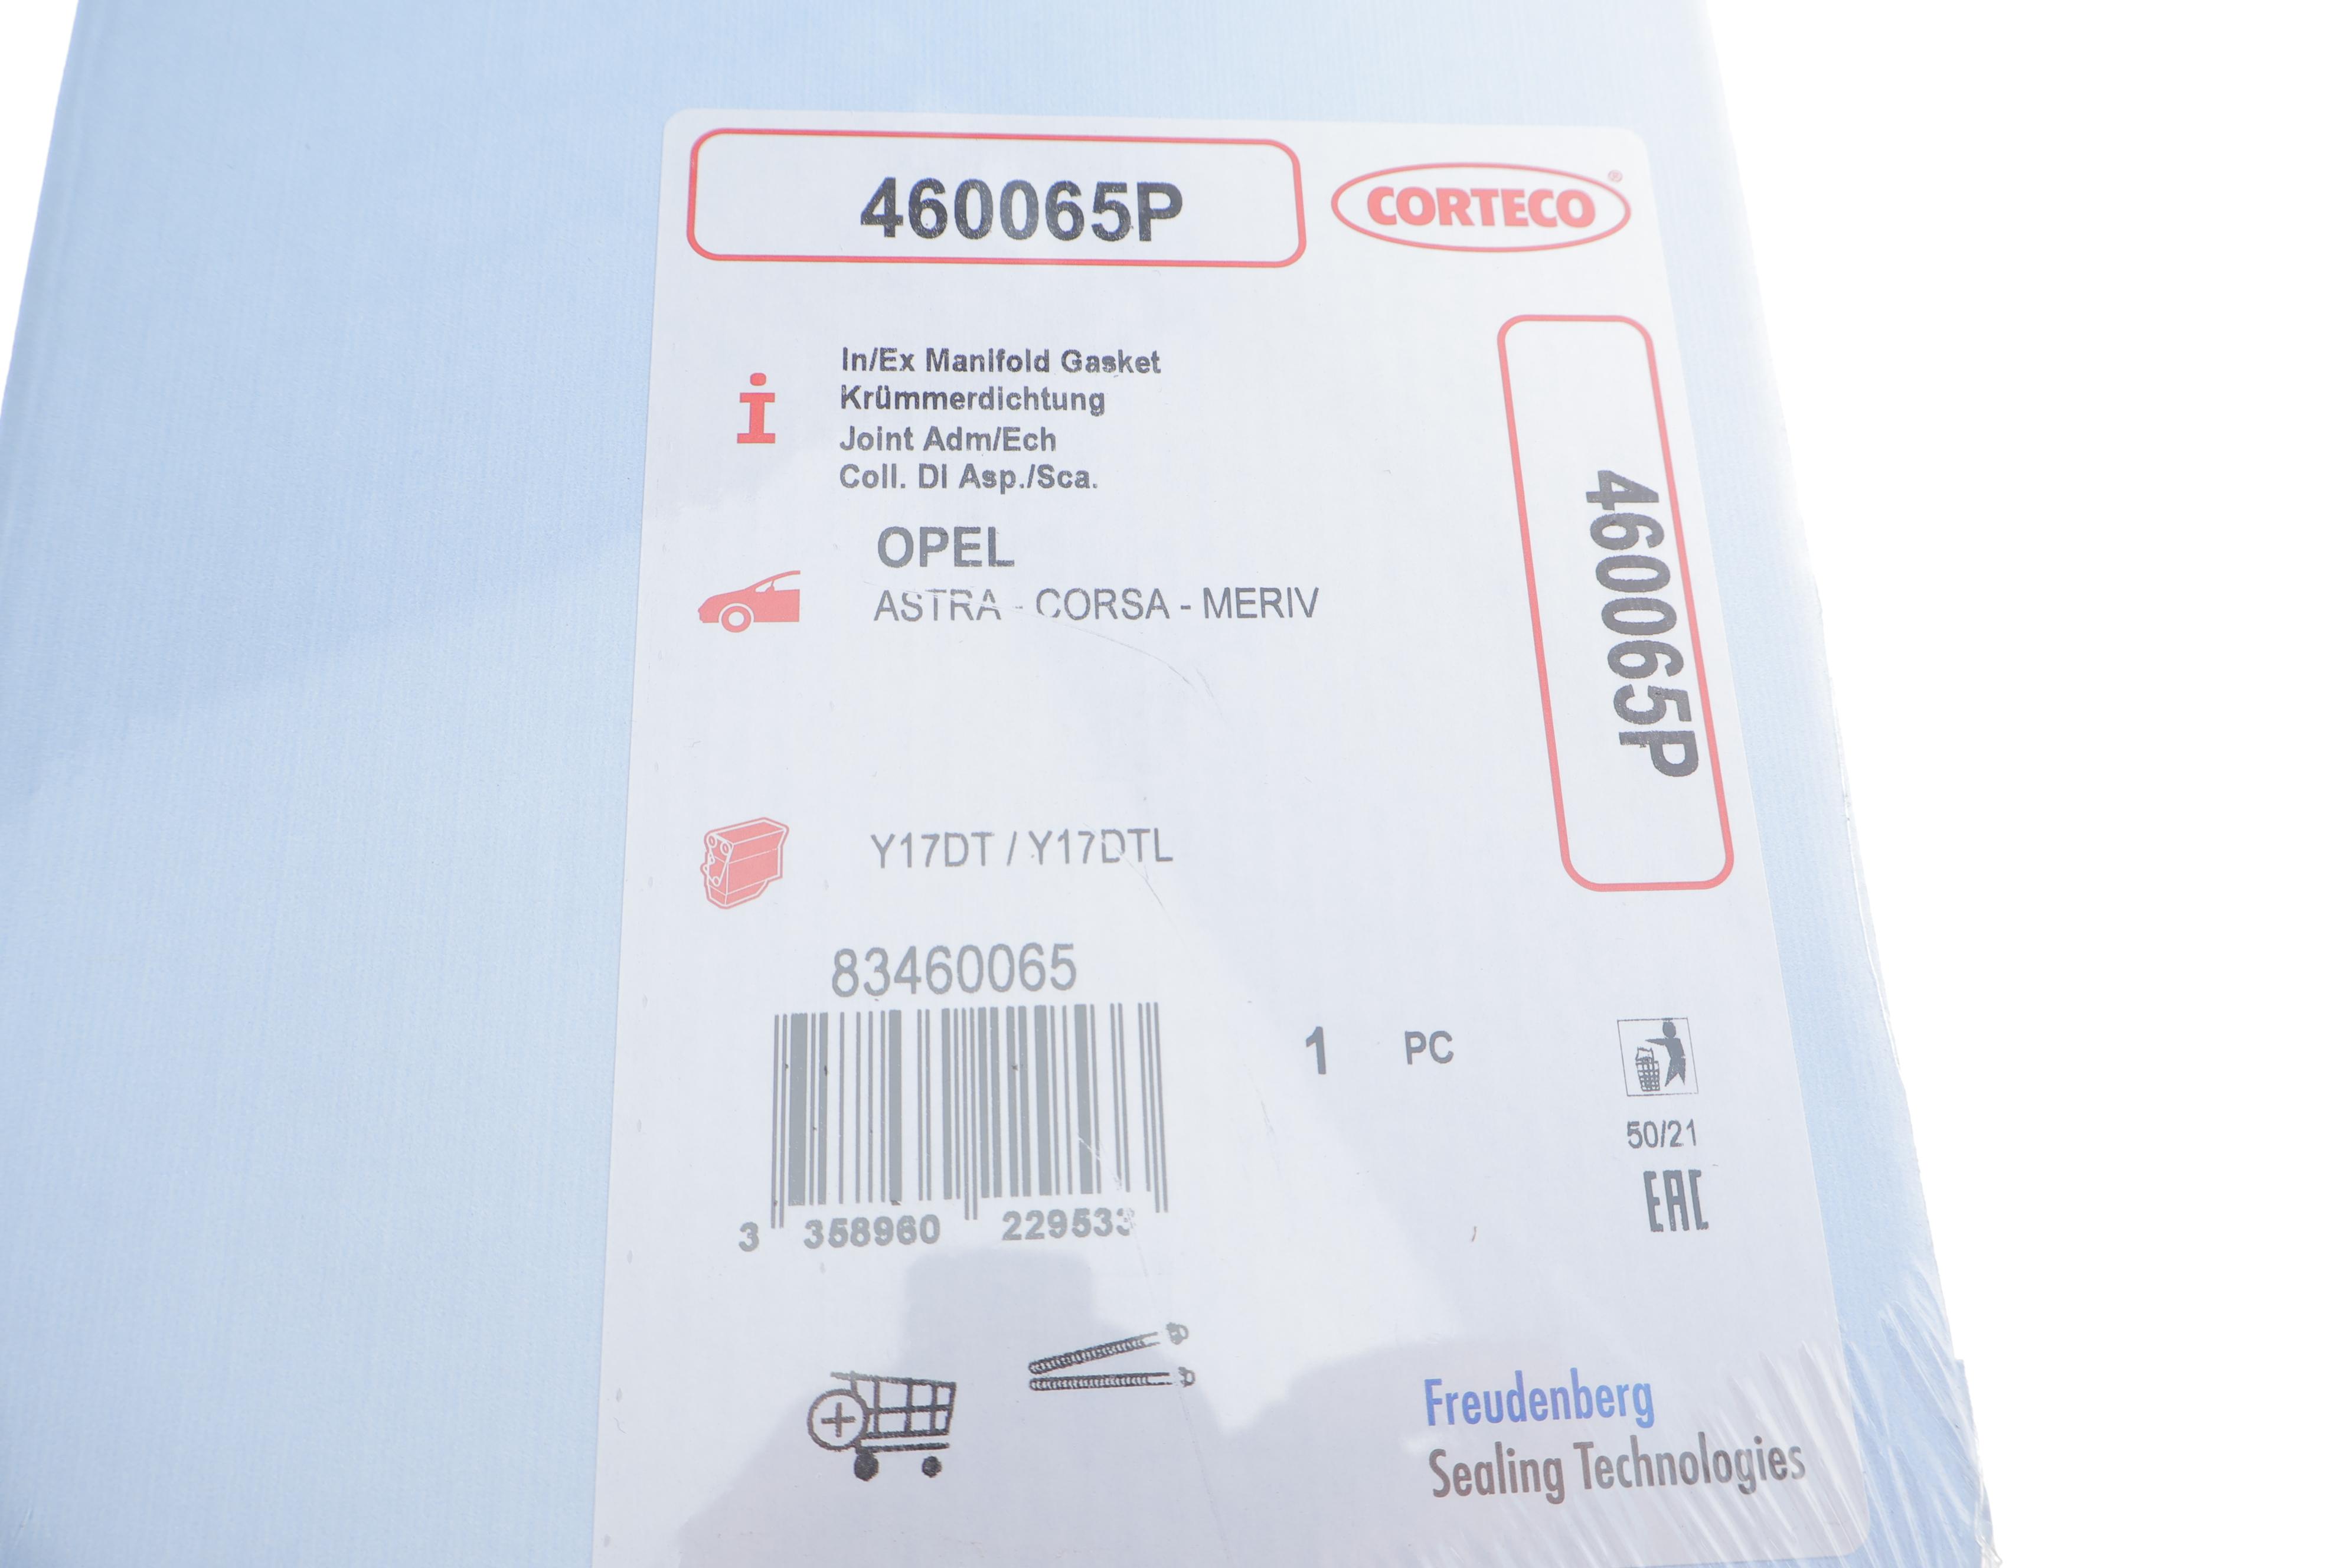 460065P
CORTECO®
In/Ex Manifold Gasket
Krümmerdichtung
Joint Adm/Ech
Coll. DI Asp./Sca.
OPEL
ASTRA - CORSA - MERIV
460065P
Y17DT / Y17DTL
83460065
1 PC
3 358960 229533
50/21
EAC
Freudenberg
Sealing Technologies